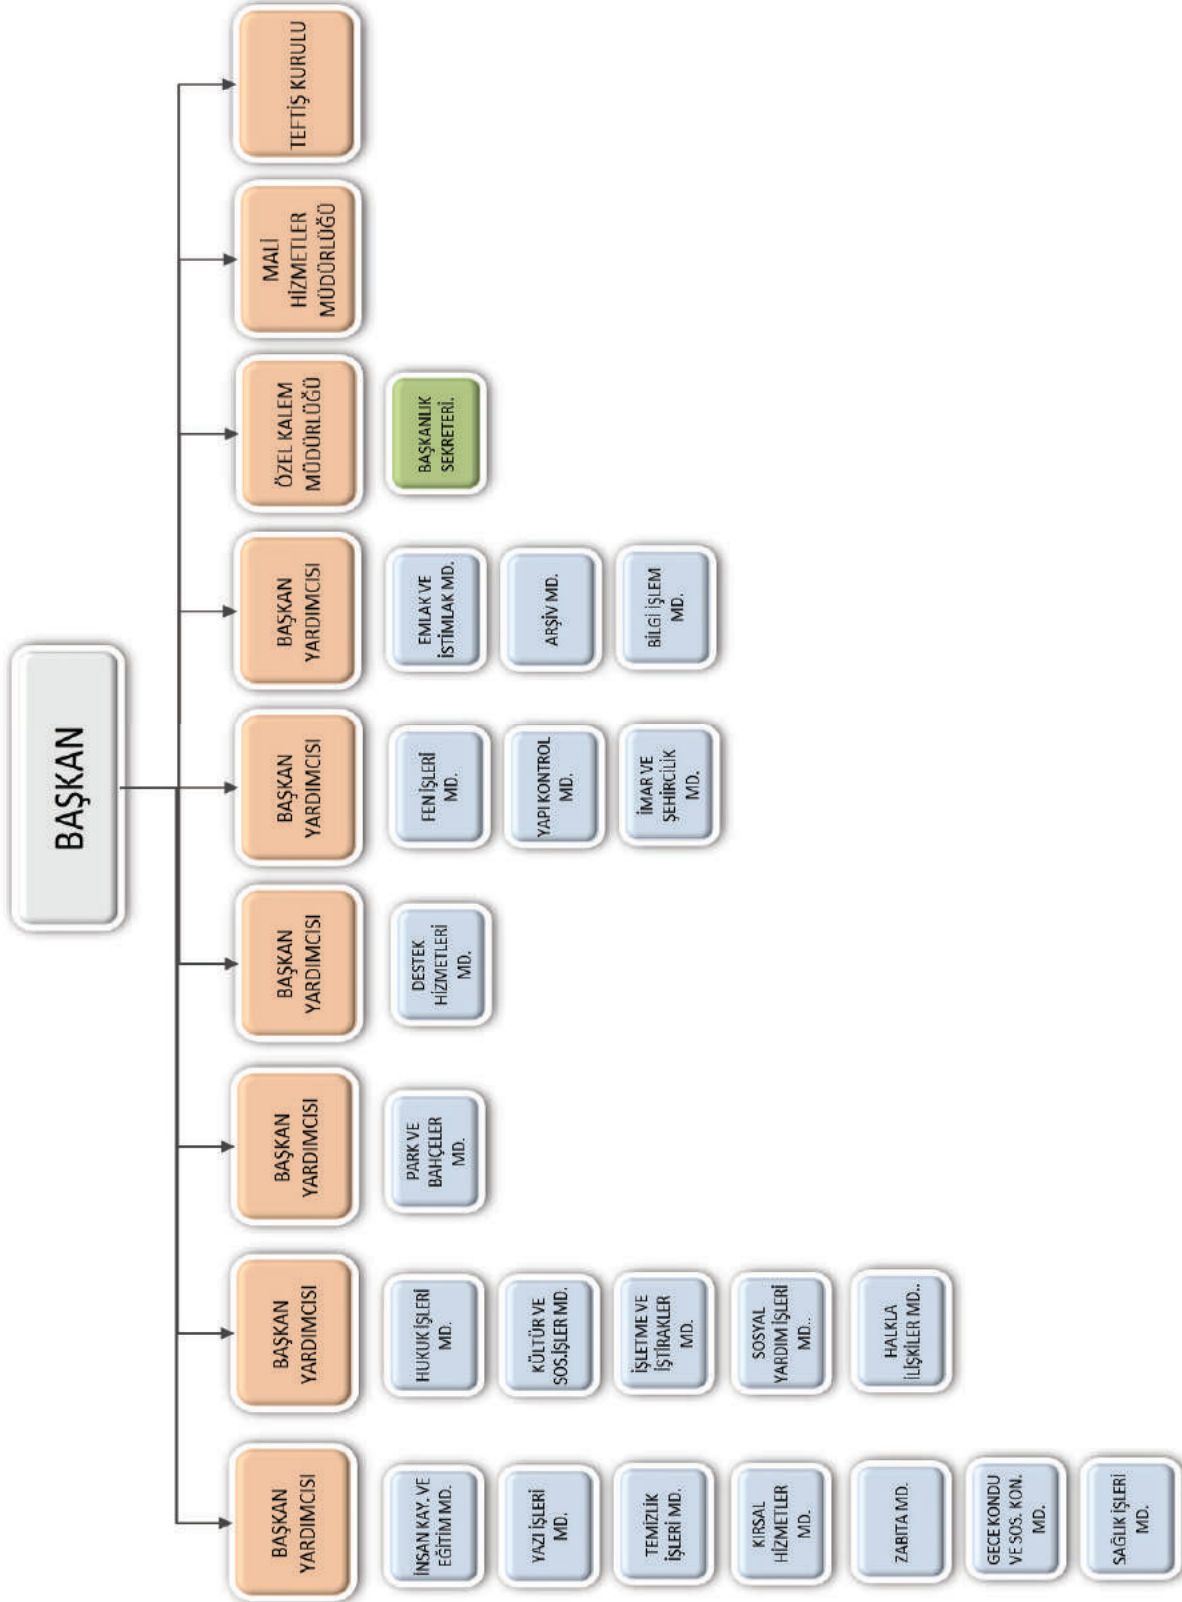 BAŞKAN
BAŞKAN
YARDIMCISI
BAŞKAN
YARDIMCISI
BAŞKAN
YARDIMCISI
BAŞKAN
YARDIMCISI
BAŞKAN
YARDIMCISI
BAŞKAN
YARDIMCISI
ÖZEL KALEM
MÜDÜRLÜĞÜ
MALİ
HİZMETLER
MÜDÜRLÜĞÜ
TEFTİŞ KURULU
İNSAN KAY. VE
EĞİTİM MD.
YAZI İŞLERİ
MD.
TEMİZLİK
İŞLERİ MD.
KIRSAL
HİZMETLER
MD.
ZABITA MD.
GECE KONDU
VE SOS. KON.
MD.
SAĞLIK İŞLERİ
MD.
HUKUK İŞLERİ
MD.
KÜLTÜR VE
SOS.İŞLER MD.
İŞLETME VE
İŞTİRAKLER
MD.
SOSYAL
YARDIM İŞLERİ
MD..
HALKLA
İLİŞKİLER MD..
PARK VE
BAHÇELER
MD.
DESTEK
HİZMETLERİ
MD.
FEN İŞLERİ
MD.
YAPI KONTROL
MD.
İMAR VE
ŞEHİRCİLİK
MD.
EMLAK VE
İSTİMLAK MD.
ARŞİV MD.
BİLGİ İŞLEM
MD.
BAŞKANLIK
SEKRETERİ.